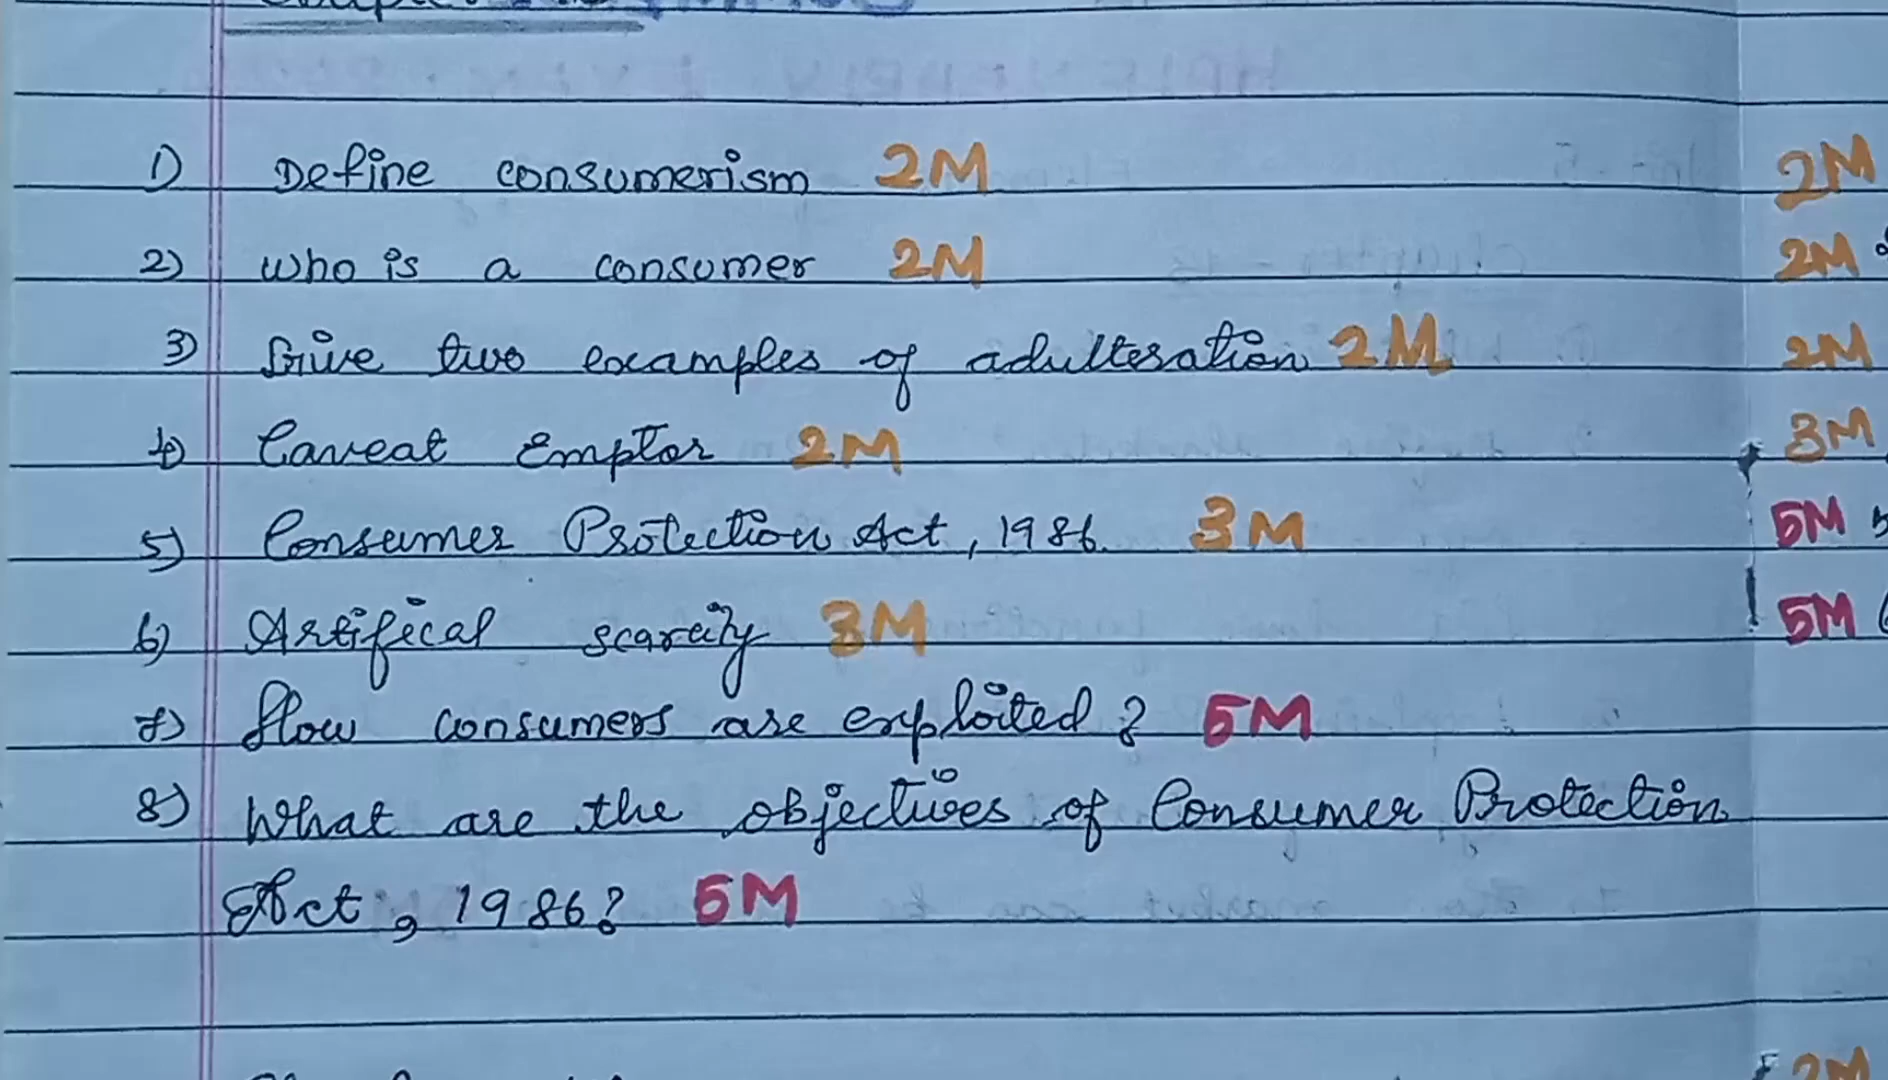 1) Define consumerism 2M 2M
2) who is a consumer 2M 2M
3) Give two examples of adulteration 2M 2M
4) Caveat Emptor 2M 3M
5) Consumer Protection Act, 1986. 3M 5M
6) Artifical scarcity 3M 5M
7) How consumers are exploited? 5M
8) What are the objectives of Consumer Protection
Act, 1986? 5M
2M